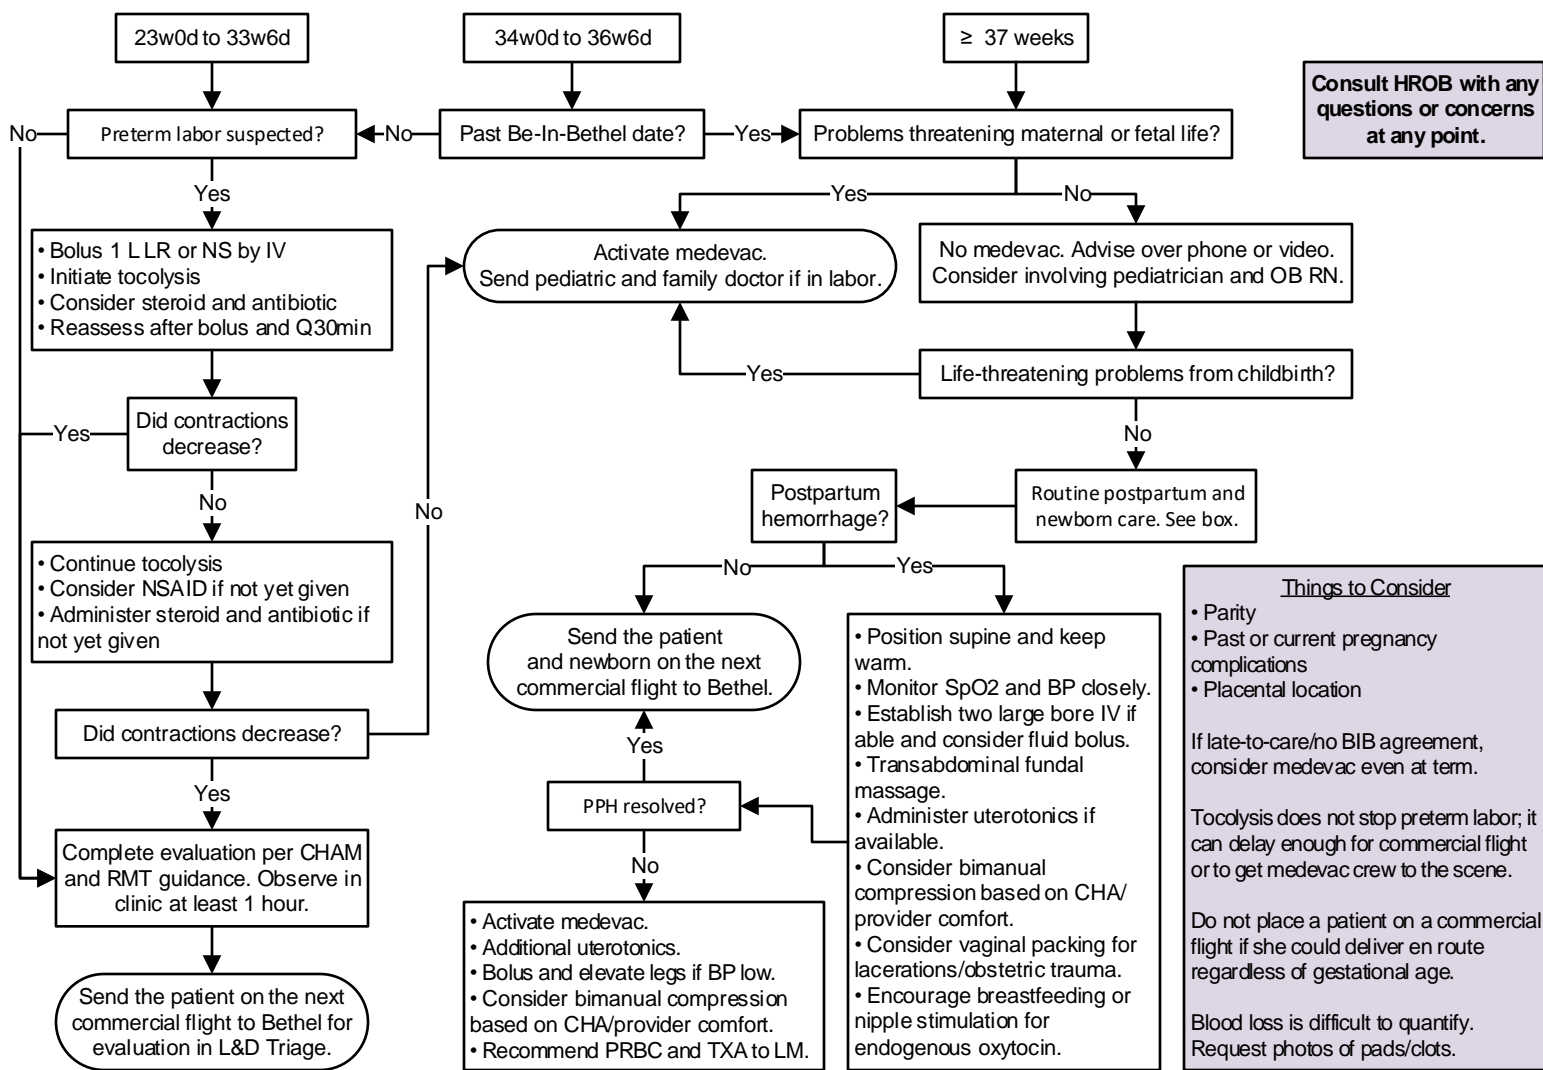 23w0d to 33w6d
34w0d to 36w6d
≥ 37 weeks
Consult HROB with any
questions or concerns
at any point.
No
Preterm labor suspected?
No
Past Be-In-Bethel date?
Yes
Problems threatening maternal or fetal life?
Yes
Yes
No
• Bolus 1 L LR or NS by IV
• Initiate tocolysis
• Consider steroid and antibiotic
• Reassess after bolus and Q30min
Activate medevac.
Send pediatric and family doctor if in labor.
No medevac. Advise over phone or video.
Consider involving pediatrician and OB RN.
Yes
Life-threatening problems from childbirth?
Yes
Did contractions
decrease?
No
No
No
Postpartum
hemorrhage?
Routine postpartum and
newborn care. See box.
• Continue tocolysis
• Consider NSAID if not yet given
• Administer steroid and antibiotic if
not yet given
No
Yes
Send the patient
and newborn on the next
commercial flight to Bethel.
• Position supine and keep
warm.
• Monitor SpO2 and BP closely.
• Establish two large bore IV if
able and consider fluid bolus.
• Transabdominal fundal
massage.
• Administer uterotonics if
available.
• Consider bimanual
compression based on CHA/
provider comfort.
• Consider vaginal packing for
lacerations/obstetric trauma.
• Encourage breastfeeding or
nipple stimulation for
endogenous oxytocin.
Things to Consider
• Parity
• Past or current pregnancy
complications
• Placental location
If late-to-care/no BIB agreement,
consider medevac even at term.
Tocolysis does not stop preterm labor; it
can delay enough for commercial flight
or to get medevac crew to the scene.
Do not place a patient on a commercial
flight if she could deliver en route
regardless of gestational age.
Blood loss is difficult to quantify.
Request photos of pads/clots.
Did contractions decrease?
Yes
Yes
PPH resolved?
No
Complete evaluation per CHAM
and RMT guidance. Observe in
clinic at least 1 hour.
• Activate medevac.
• Additional uterotonics.
• Bolus and elevate legs if BP low.
• Consider bimanual compression
based on CHA/provider comfort.
• Recommend PRBC and TXA to LM.
Send the patient on the next
commercial flight to Bethel for
evaluation in L&D Triage.